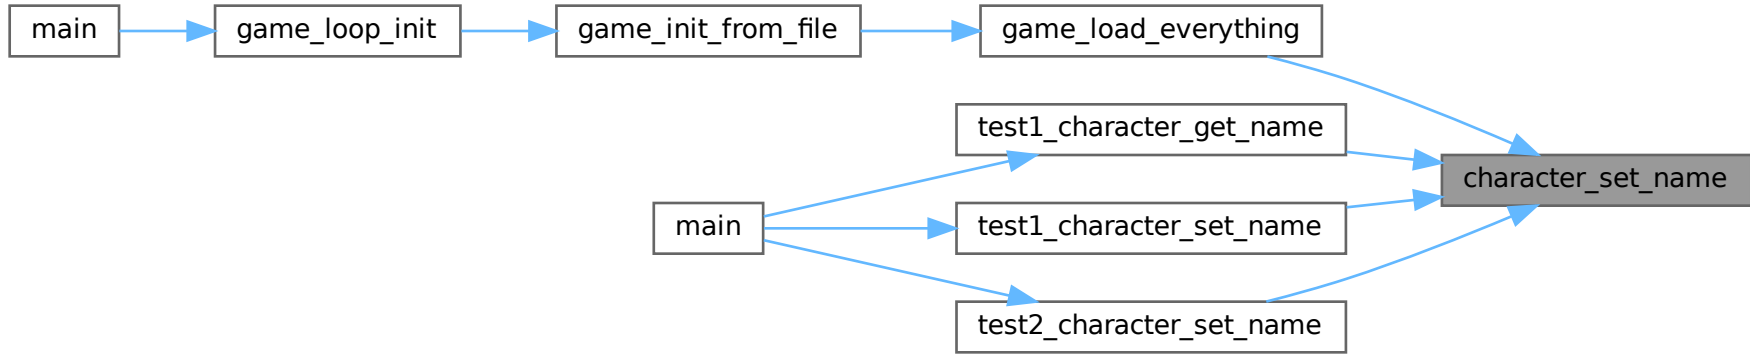 main
game_loop_init
game_init_from_file
game_load_everything
test1_character_get_name
character_set_name
main
test1_character_set_name
test2_character_set_name